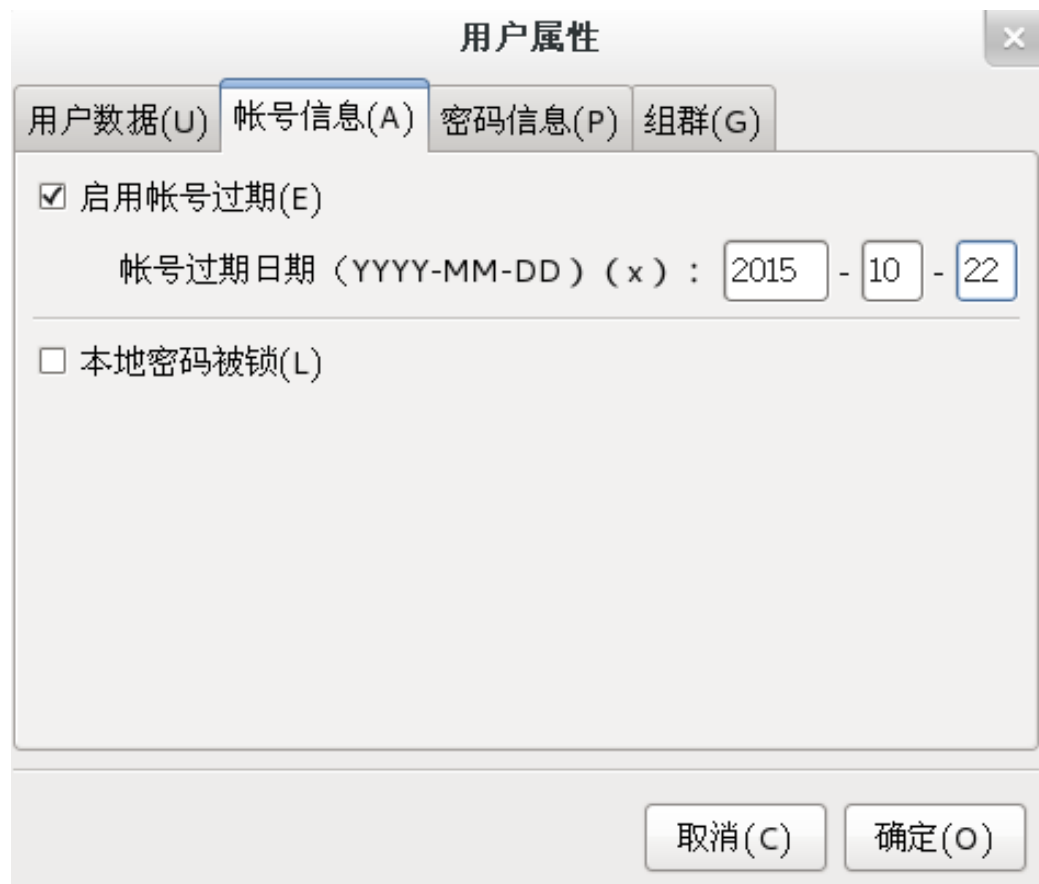 用户属性
用户数据(U) 帐号信息(A) 密码信息(P) 组群(G)
启用帐号过期(E)
帐号过期日期（YYYY-MM-DD）(x)： 2015 - 10 - 22
本地密码被锁(L)
取消(C) 确定(O)